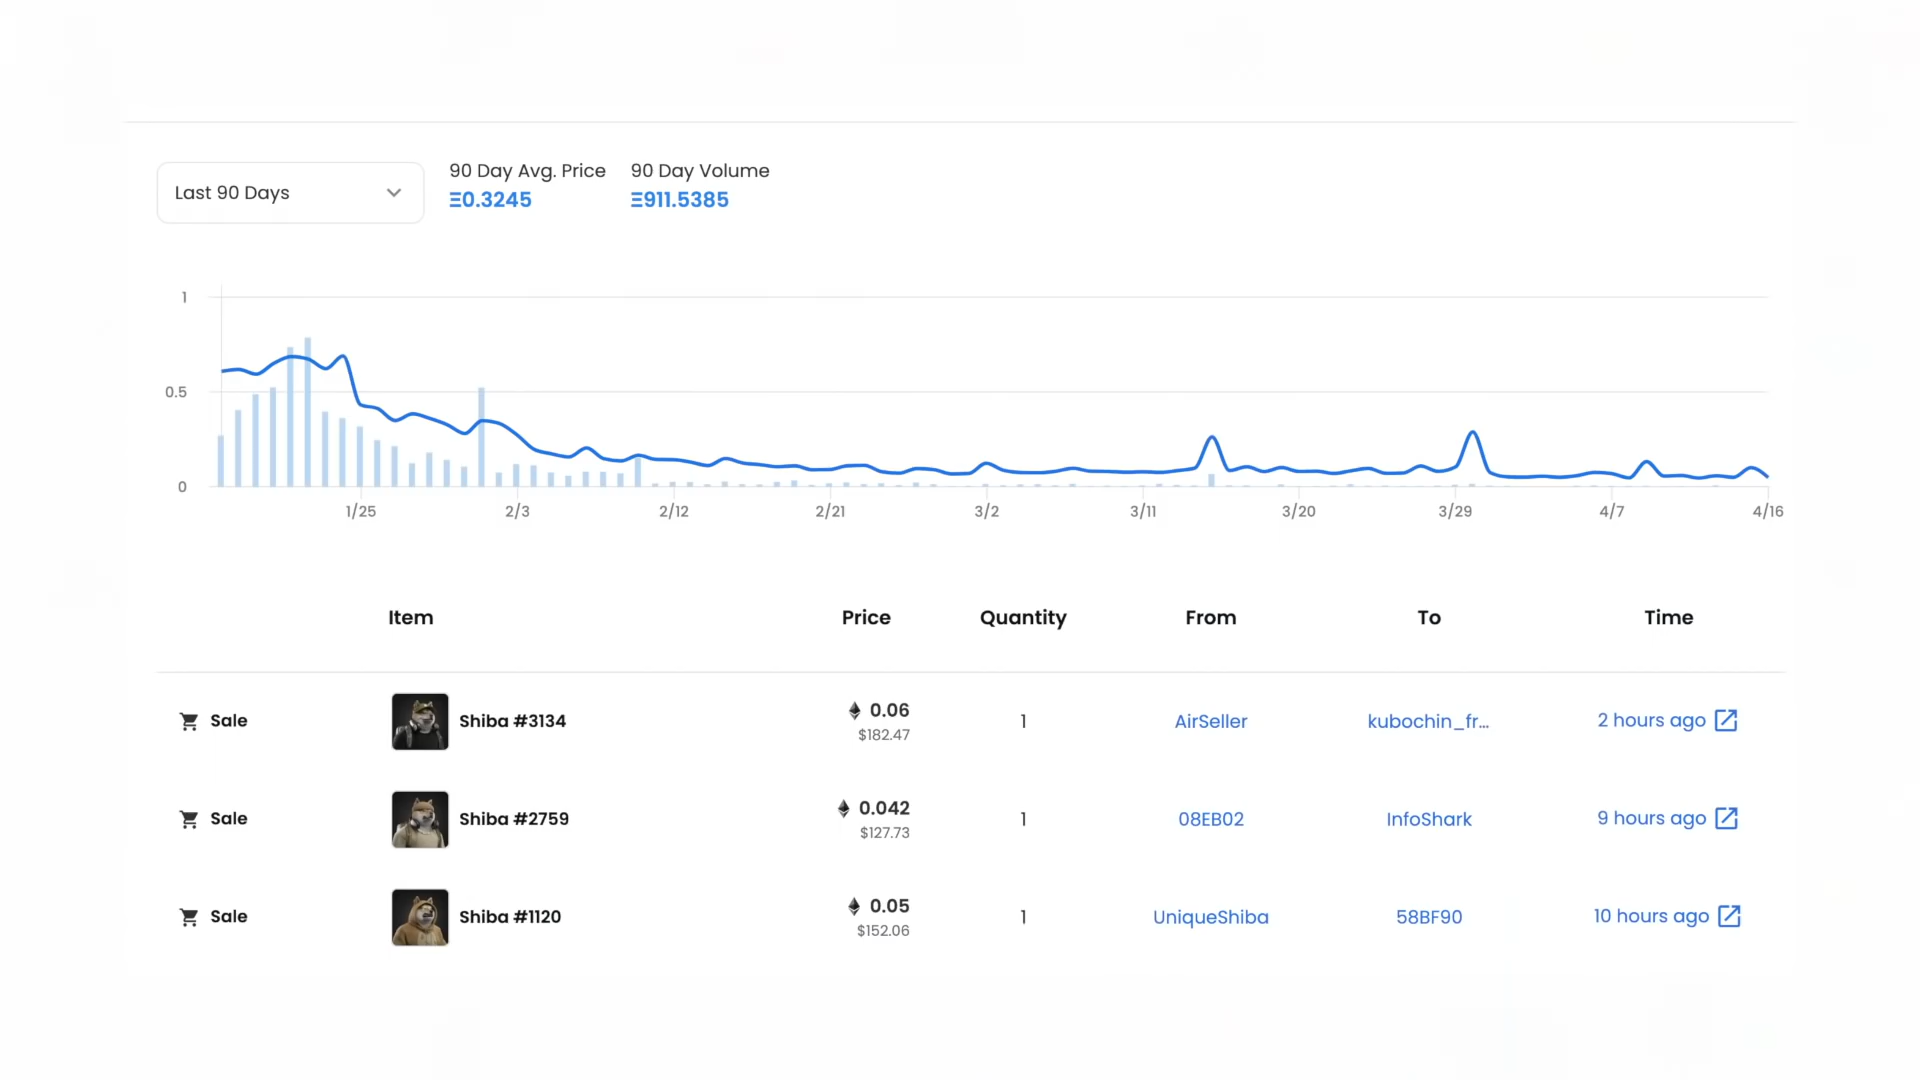 Last 90 Days
90 Day Avg. Price
Ξ0.3245
90 Day Volume
Ξ911.5385
1
0.5
0
1/25 2/3 2/12 2/21 3/2 3/11 3/20 3/29 4/7 4/16
Item Price Quantity From To Time
Sale Shiba #3134 0.06 1 AirSeller kubochin_fr... 2 hours ago
$182.47
Sale Shiba #2759 0.042 1 08EB02 InfoShark 9 hours ago
$127.73
Sale Shiba #1120 0.05 1 UniqueShiba 58BF90 10 hours ago
$152.06